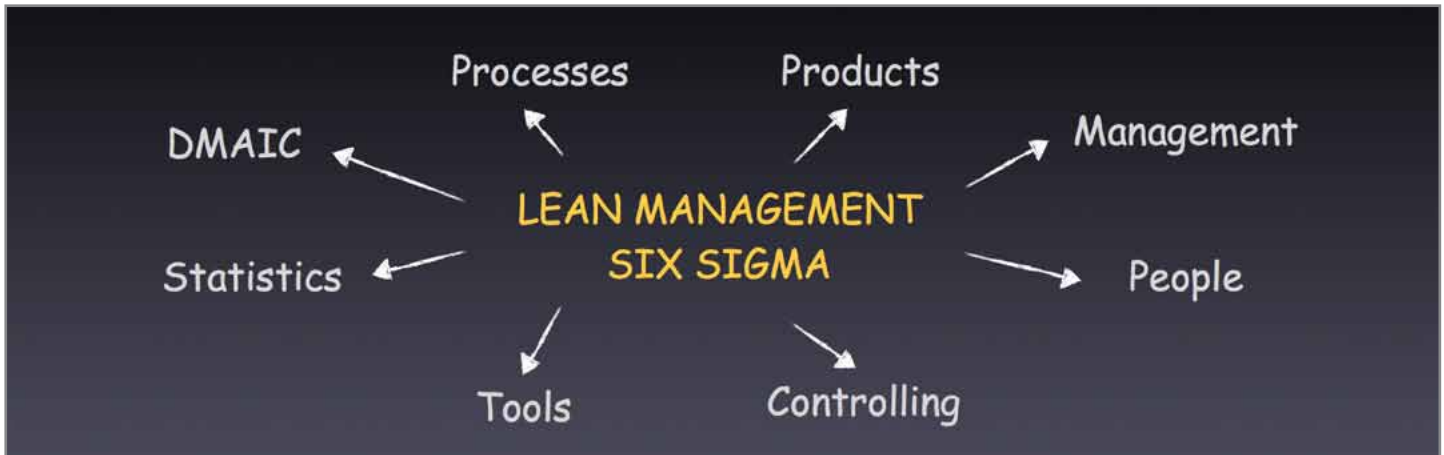 Processes
Products
DMAIC
Management
LEAN MANAGEMENT
SIX SIGMA
Statistics
People
Tools
Controlling